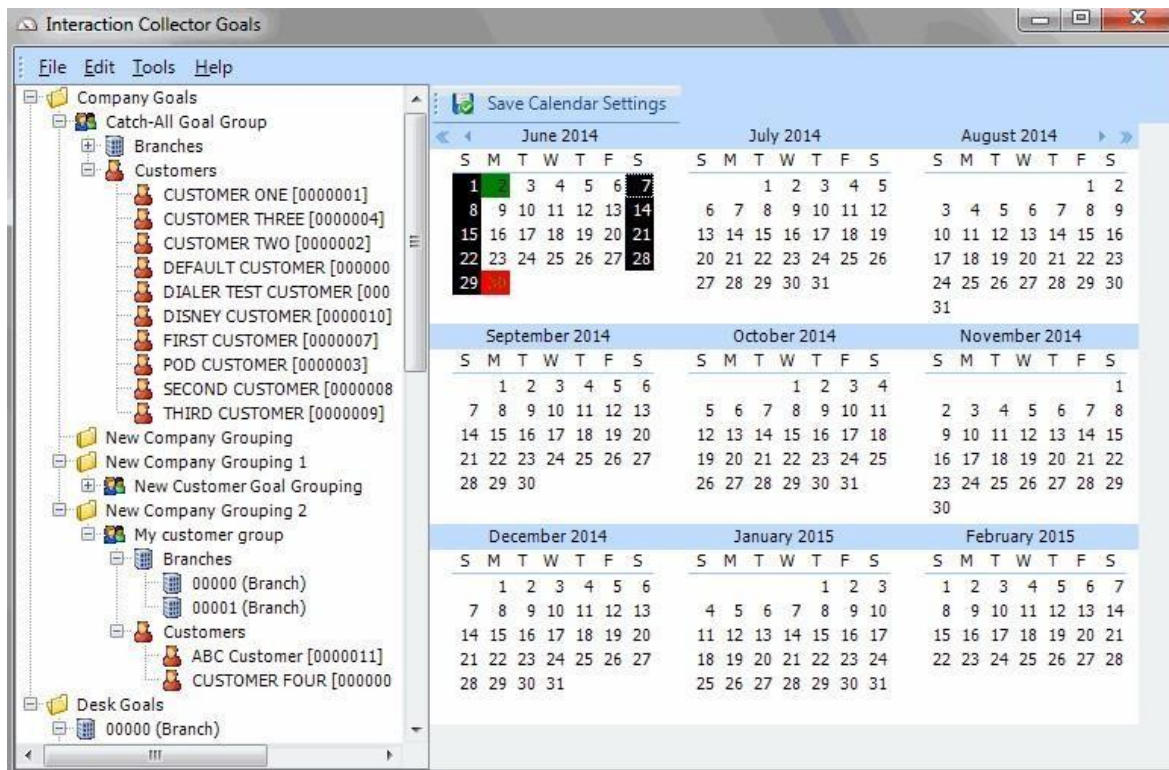 Interaction Collector Goals
File Edit Tools Help
Company Goals
Catch-All Goal Group
Branches
Customers
CUSTOMER ONE [0000001]
CUSTOMER THREE [0000004]
CUSTOMER TWO [0000002]
DEFAULT CUSTOMER [000000
DIALER TEST CUSTOMER [000
DISNEY CUSTOMER [0000010]
FIRST CUSTOMER [0000007]
POD CUSTOMER [0000003]
SECOND CUSTOMER [0000008
THIRD CUSTOMER [0000009]
New Company Grouping
New Company Grouping 1
New Customer Goal Grouping
New Company Grouping 2
My customer group
Branches
00000 (Branch)
00001 (Branch)
Customers
ABC Customer [0000011]
CUSTOMER FOUR [000000
Desk Goals
00000 (Branch)
Save Calendar Settings
June 2014
S M T W T F S
1 2 3 4 5 6 7
8 9 10 11 12 13 14
15 16 17 18 19 20 21
22 23 24 25 26 27 28
29 30
July 2014
S M T W T F S
1 2 3 4 5
6 7 8 9 10 11 12
13 14 15 16 17 18 19
20 21 22 23 24 25 26
27 28 29 30 31
August 2014
S M T W T F S
1 2
3 4 5 6 7 8 9
10 11 12 13 14 15 16
17 18 19 20 21 22 23
24 25 26 27 28 29 30
31
September 2014
S M T W T F S
1 2 3 4 5 6
7 8 9 10 11 12 13
14 15 16 17 18 19 20
21 22 23 24 25 26 27
28 29 30
October 2014
S M T W T F S
1 2 3 4
5 6 7 8 9 10 11
12 13 14 15 16 17 18
19 20 21 22 23 24 25
26 27 28 29 30 31
November 2014
S M T W T F S
1
2 3 4 5 6 7 8
9 10 11 12 13 14 15
16 17 18 19 20 21 22
23 24 25 26 27 28 29
30
December 2014
S M T W T F S
1 2 3 4 5 6
7 8 9 10 11 12 13
14 15 16 17 18 19 20
21 22 23 24 25 26 27
28 29 30 31
January 2015
S M T W T F S
1 2 3
4 5 6 7 8 9 10
11 12 13 14 15 16 17
18 19 20 21 22 23 24
25 26 27 28 29 30 31
February 2015
S M T W T F S
1 2 3 4 5 6 7
8 9 10 11 12 13 14
15 16 17 18 19 20 21
22 23 24 25 26 27 28